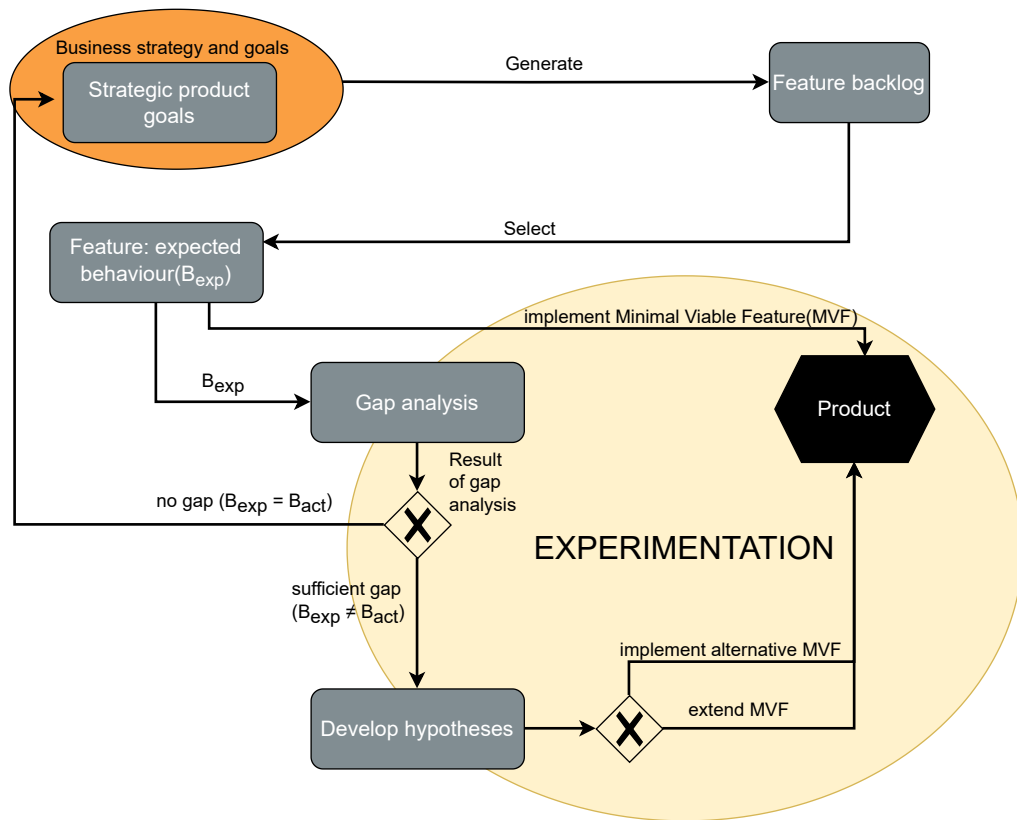 Business strategy and goals
Strategic product
goals
Generate
Feature backlog
Select
Feature: expected
behaviour(Bexp)
implement Minimal Viable Feature(MVF)
Bexp
Gap analysis
Product
Result
of gap
analysis
no gap (Bexp = Bact)
X
EXPERIMENTATION
sufficient gap
(Bexp ≠ Bact)
implement alternative MVF
Develop hypotheses
X
extend MVF